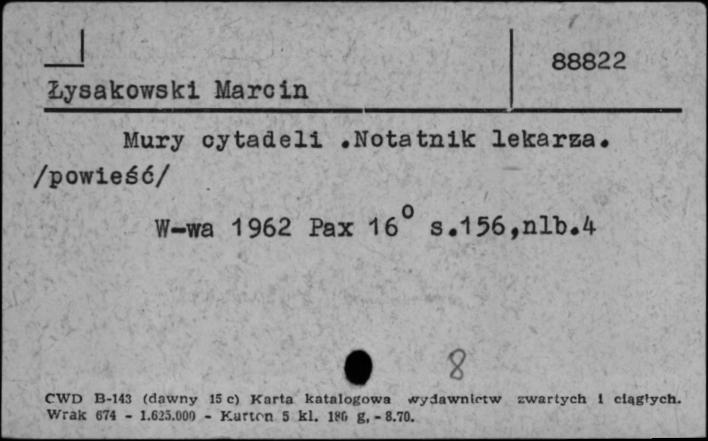 88822
Łysakowski Marcin
Mury cytadeli .Notatnik lekarza.
/powieść/
W-wa 1962 Pax 16° s.156,nlb.4
8
CWD B-143 (dawny 15 c) Karta katalogowa wydawnictw zwartych i ciągłych.
Wrak 674 - 1.625.000 - Karton 5 kl. 180 g, - 8.70.